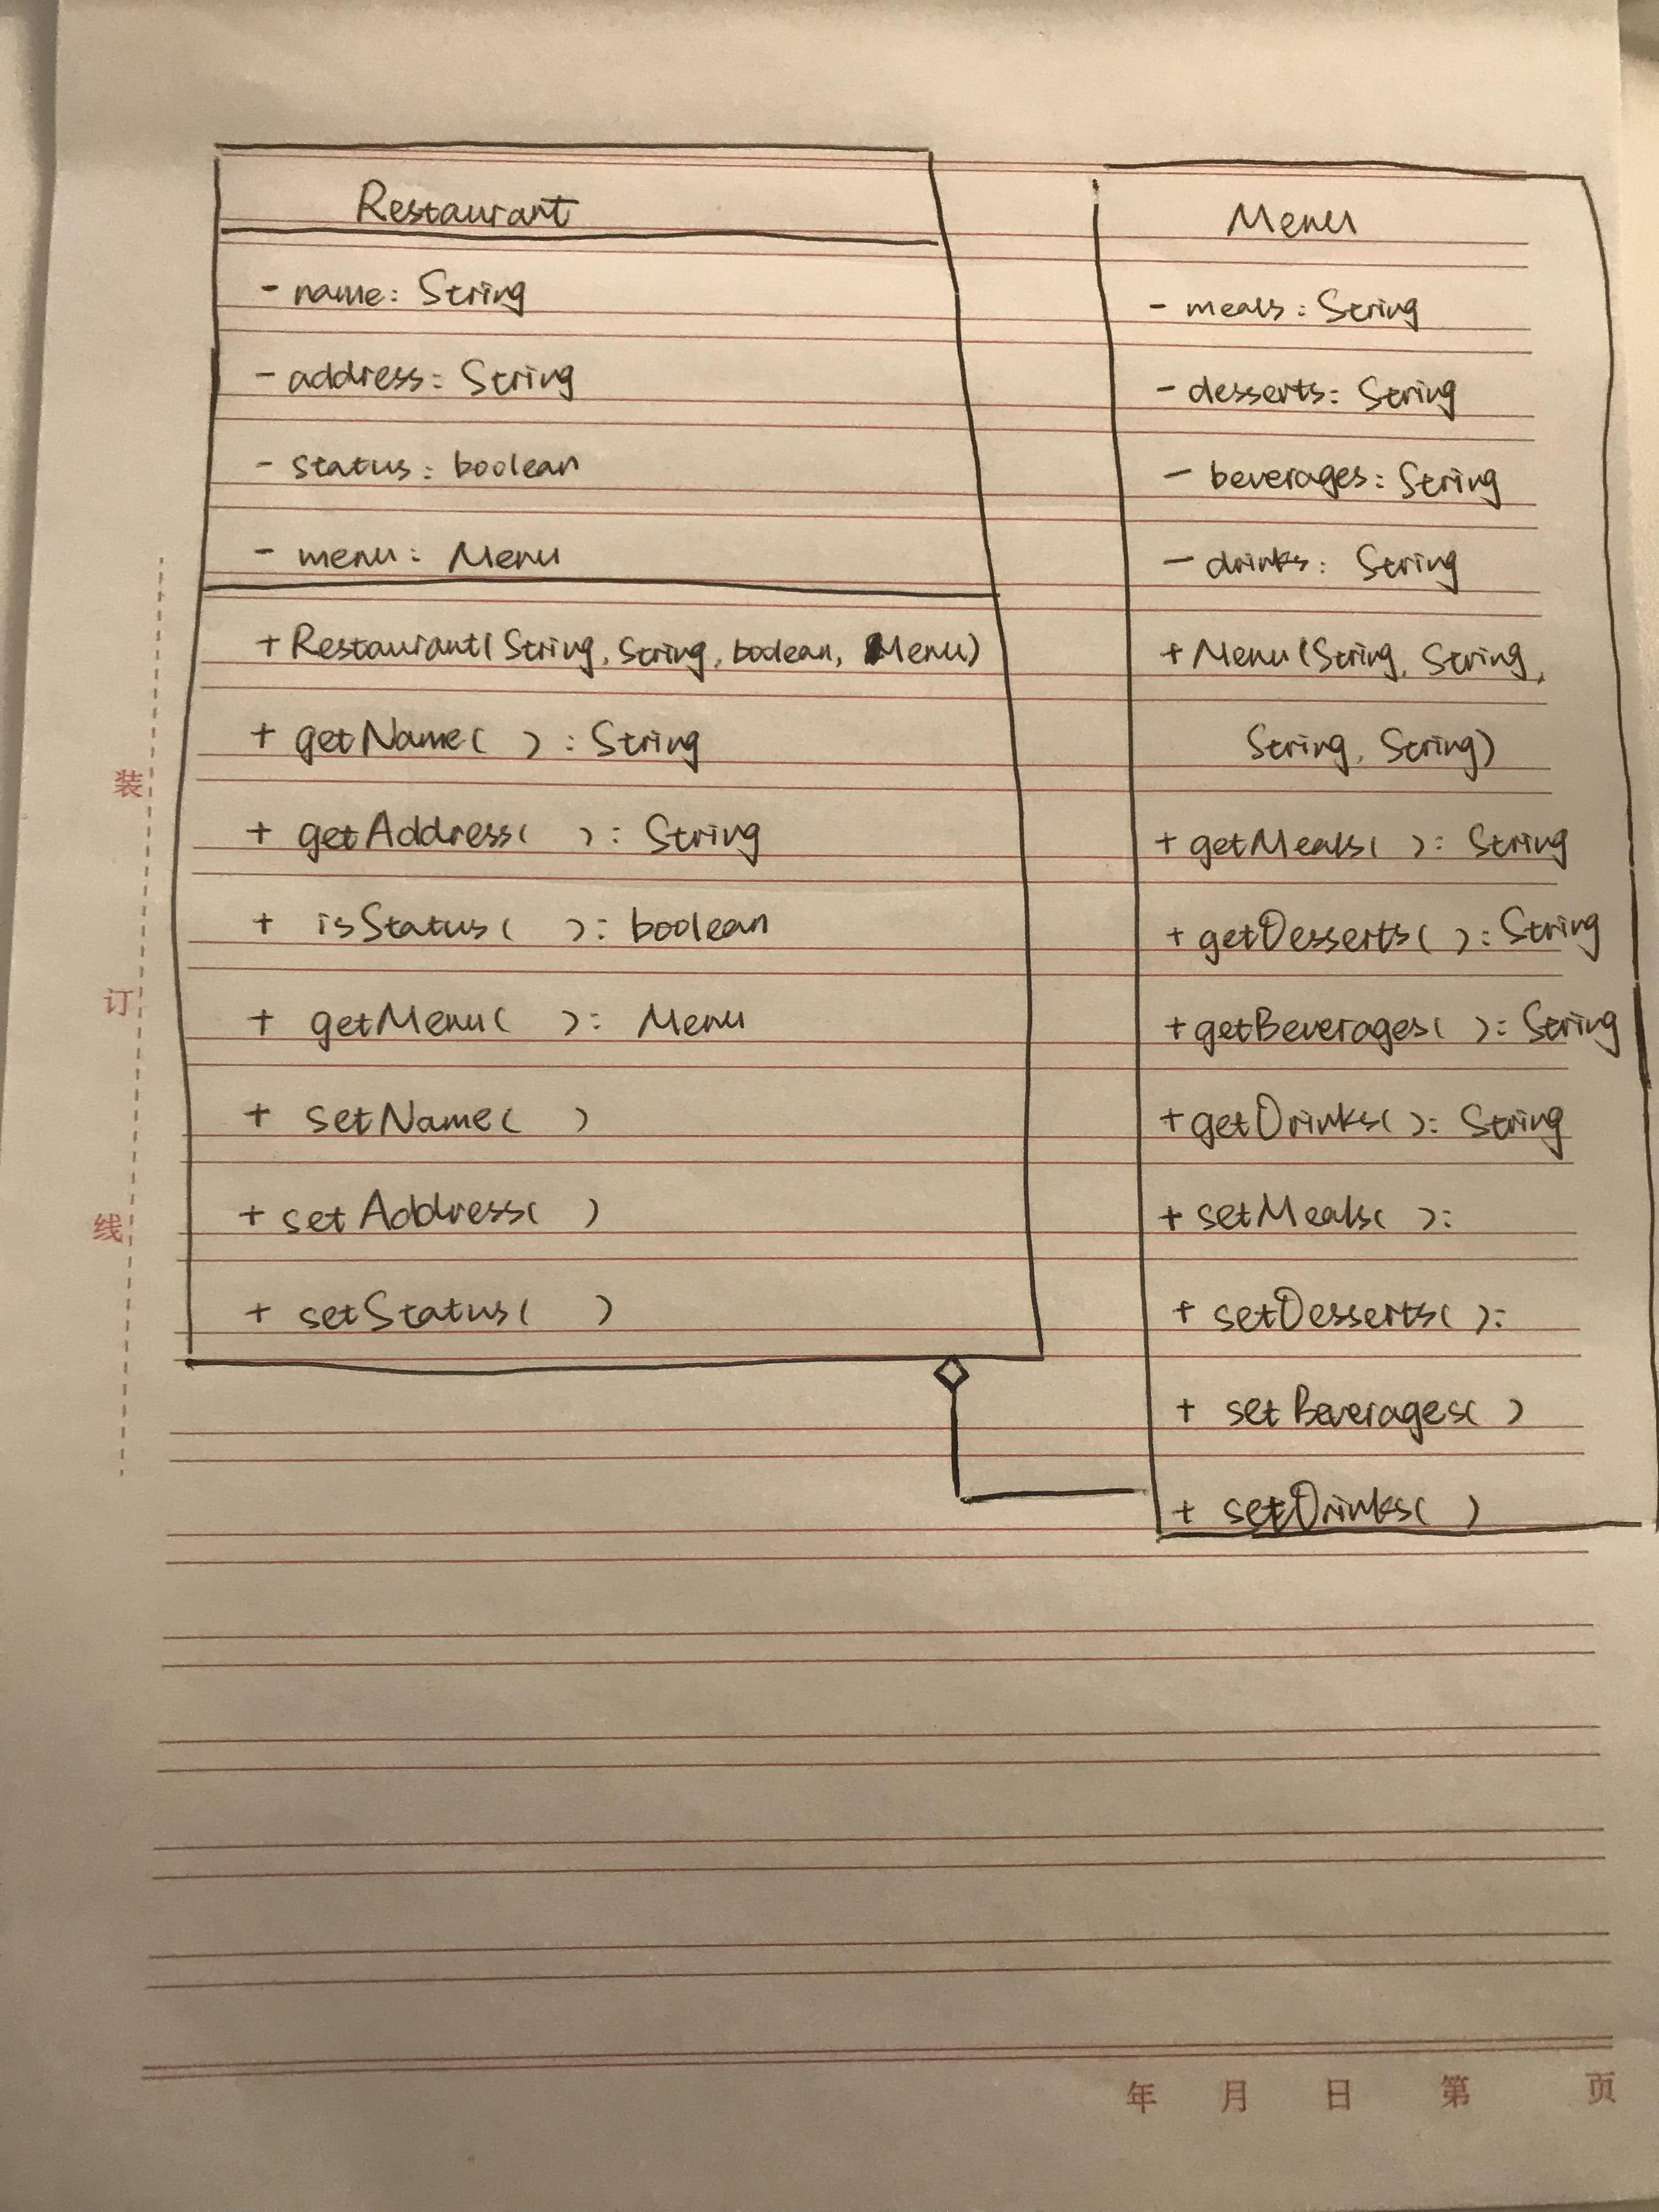 Restaurant
- name: String
- address: String
- status: boolean
- menu: Menu
+ Restaurant(String, String, boolean, Menu)
+ getName( ) : String
+ getAddress( ) : String
+ isStatus( ) : boolean
+ getMenu( ) : Menu
+ setName( )
+ setAddress( )
+ setStatus( )
Menu
- meals: String
- desserts: String
- beverages: String
- drinks: String
+ Menu(String, String,
String, String)
+ getMeals( ): String
+ getDesserts( ): String
+ getBeverages( ): String
+ getDrinks( ): String
+ setMeals( ):
+ setDesserts( ):
+ setBeverages( )
+ setDrinks( )
装
订
线
年 月 日 第 页